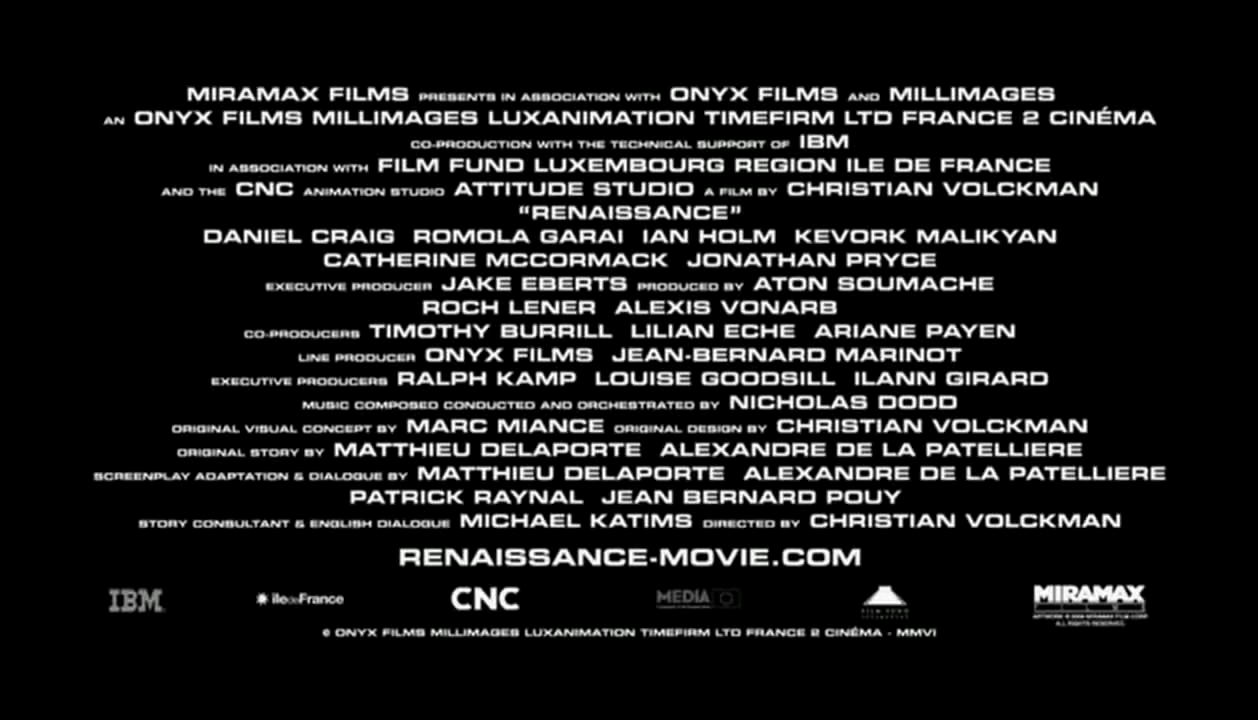 MIRAMAX FILMS PRESENTS IN ASSOCIATION WITH ONYX FILMS AND MILLIMAGES
AN ONYX FILMS MILLIMAGES LUXANIMATION TIMEFIRM LTD FRANCE 2 CINÉMA
CO-PRODUCTION WITH THE TECHNICAL SUPPORT OF IBM
IN ASSOCIATION WITH FILM FUND LUXEMBOURG REGION ILE DE FRANCE
AND THE CNC ANIMATION STUDIO ATTITUDE STUDIO A FILM BY CHRISTIAN VOLCKMAN
"RENAISSANCE"
DANIEL CRAIG ROMOLA GARAI IAN HOLM KEVORK MALIKYAN
CATHERINE MCCORMACK JONATHAN PRYCE
EXECUTIVE PRODUCER JAKE EBERTS PRODUCED BY ATON SOUMACHE
ROCH LENER ALEXIS VONARB
CO-PRODUCERS TIMOTHY BURRILL LILIAN ECHE ARIANE PAYEN
LINE PRODUCER ONYX FILMS JEAN-BERNARD MARINOT
EXECUTIVE PRODUCERS RALPH KAMP LOUISE GOODSILL ILANN GIRARD
MUSIC COMPOSED CONDUCTED AND ORCHESTRATED BY NICHOLAS DODD
ORIGINAL VISUAL CONCEPT BY MARC MIANCE ORIGINAL DESIGN BY CHRISTIAN VOLCKMAN
ORIGINAL STORY BY MATTHIEU DELAPORTE ALEXANDRE DE LA PATELLIERE
SCREENPLAY ADAPTATION & DIALOGUE BY MATTHIEU DELAPORTE ALEXANDRE DE LA PATELLIERE
PATRICK RAYNAL JEAN BERNARD POUY
STORY CONSULTANT & ENGLISH DIALOGUE MICHAEL KATIMS DIRECTED BY CHRISTIAN VOLCKMAN
RENAISSANCE-MOVIE.COM
IBM îledeFrance CNC MEDIA FILM FUND MIRAMAX
© ONYX FILMS MILLIMAGES LUXANIMATION TIMEFIRM LTD FRANCE 2 CINÉMA - MMVI